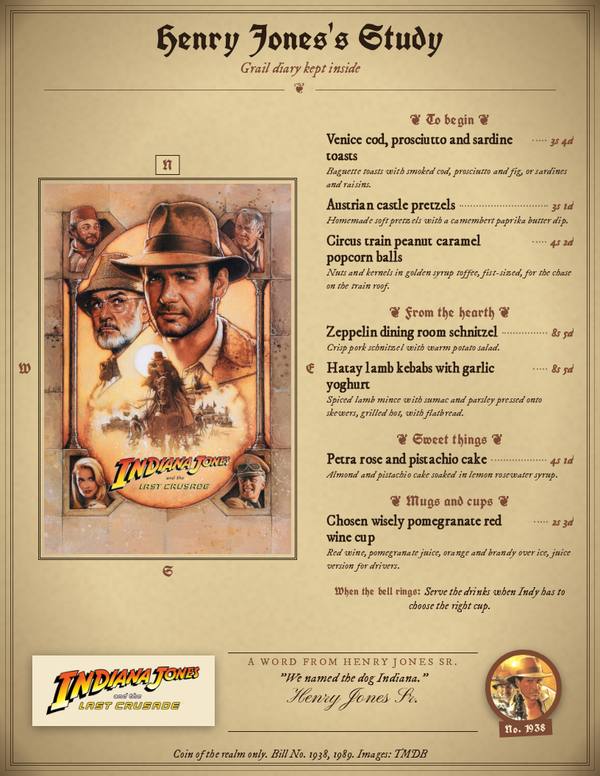 Henry Jones's Study
Grail diary kept inside
To begin
Venice cod, prosciutto and sardine toasts ..... 3s 4d
Baguette toasts with smoked cod, prosciutto and fig, or sardines
and raisins.
Austrian castle pretzels ..... 3s 1d
Homemade soft pretzels with a camembert paprika butter dip.
Circus train peanut caramel popcorn balls ..... 4s 2d
Nuts and kernels in golden syrup toffee, fist-sized, for the chase
on the train roof.
From the hearth
Zeppelin dining room schnitzel ..... 8s 5d
Crisp pork schnitzel with warm potato salad.
Hatay lamb kebabs with garlic yoghurt ..... 8s 5d
Spiced lamb mince with sumac and parsley pressed onto
skewers, grilled hot, with flatbread.
Sweet things
Petra rose and pistachio cake ..... 4s 1d
Almond and pistachio cake soaked in lemon rosewater syrup.
Mugs and cups
Chosen wisely pomegranate red wine cup ..... 2s 3d
Red wine, pomegranate juice, orange and brandy over ice, juice
version for drivers.
When the bell rings: Serve the drinks when Indy has to
choose the right cup.
N
W
E
S
INDIANA JONES
and the
LAST CRUSADE
INDIANA JONES
and the
LAST CRUSADE
A WORD FROM HENRY JONES SR.
"We named the dog Indiana."
Henry Jones Sr.
No. 1938
Coin of the realm only. Bill No. 1938, 1989. Images: TMDB